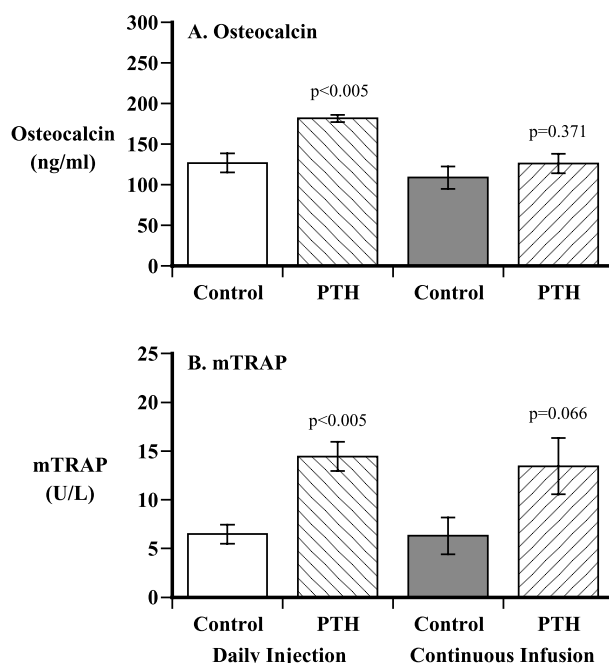 A. Osteocalcin
Osteocalcin
(ng/ml)
300
250
200
150
100
50
0
p<0.005
p=0.371
Control PTH Control PTH
B. mTRAP
mTRAP
(U/L)
25
20
15
10
5
0
p<0.005
p=0.066
Control PTH Control PTH
Daily Injection Continuous Infusion